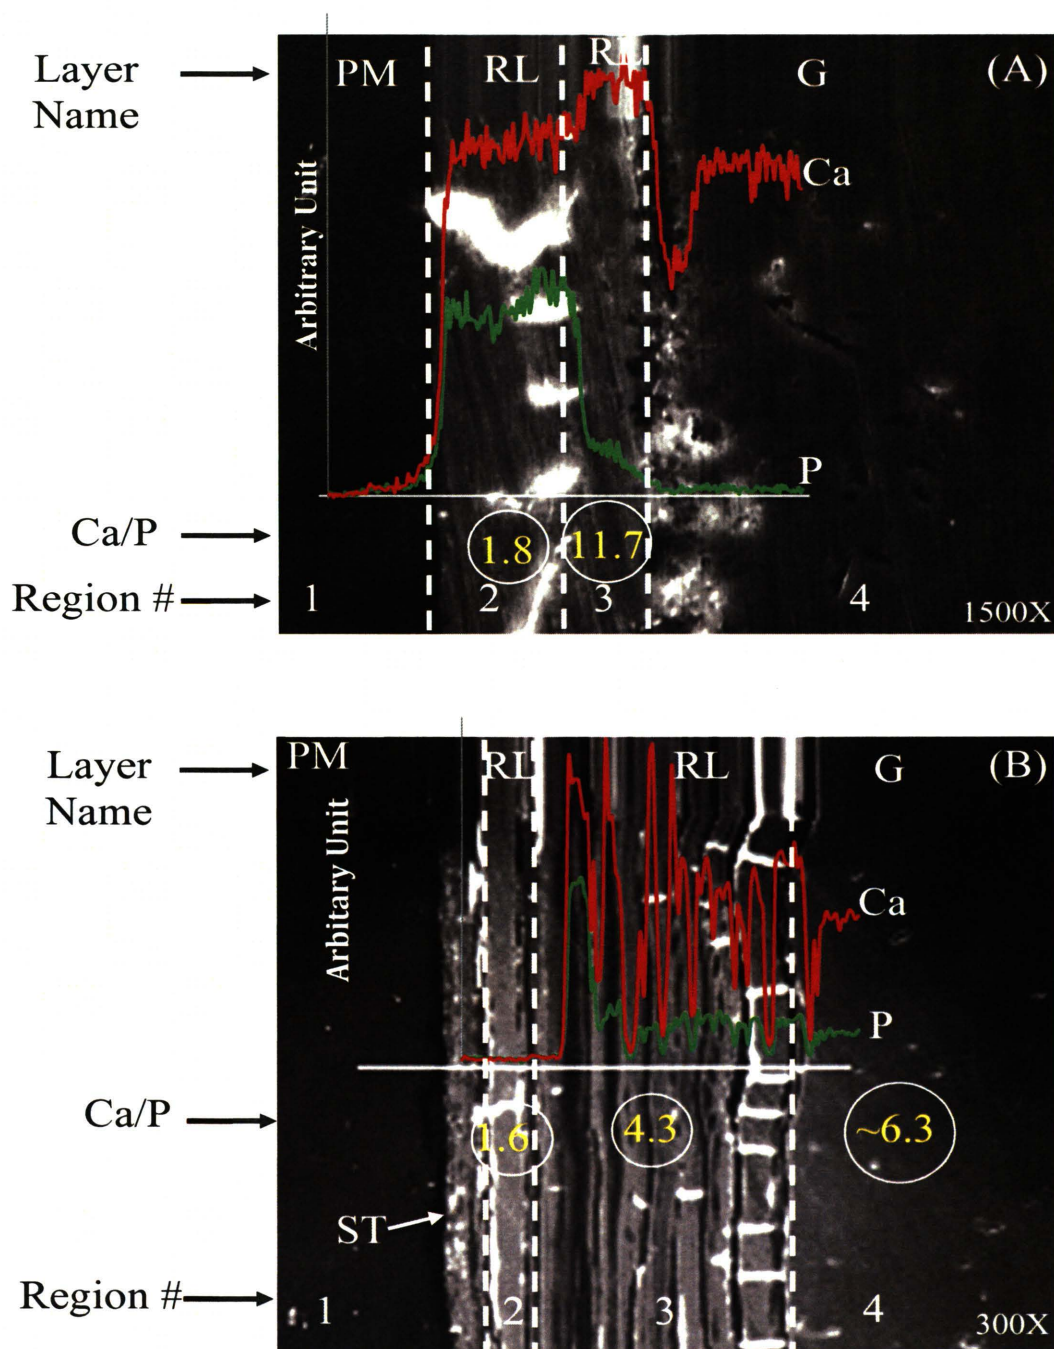 Layer
Name
PM
RL
RL
G
(A)
Arbitrary Unit
Ca
P
Ca/P
1.8
11.7
Region #
1
2
3
4
1500X
Layer
Name
PM
RL
RL
G
(B)
Arbitary Unit
Ca
P
Ca/P
1.6
4.3
~6.3
ST
Region #
1
2
3
4
300X